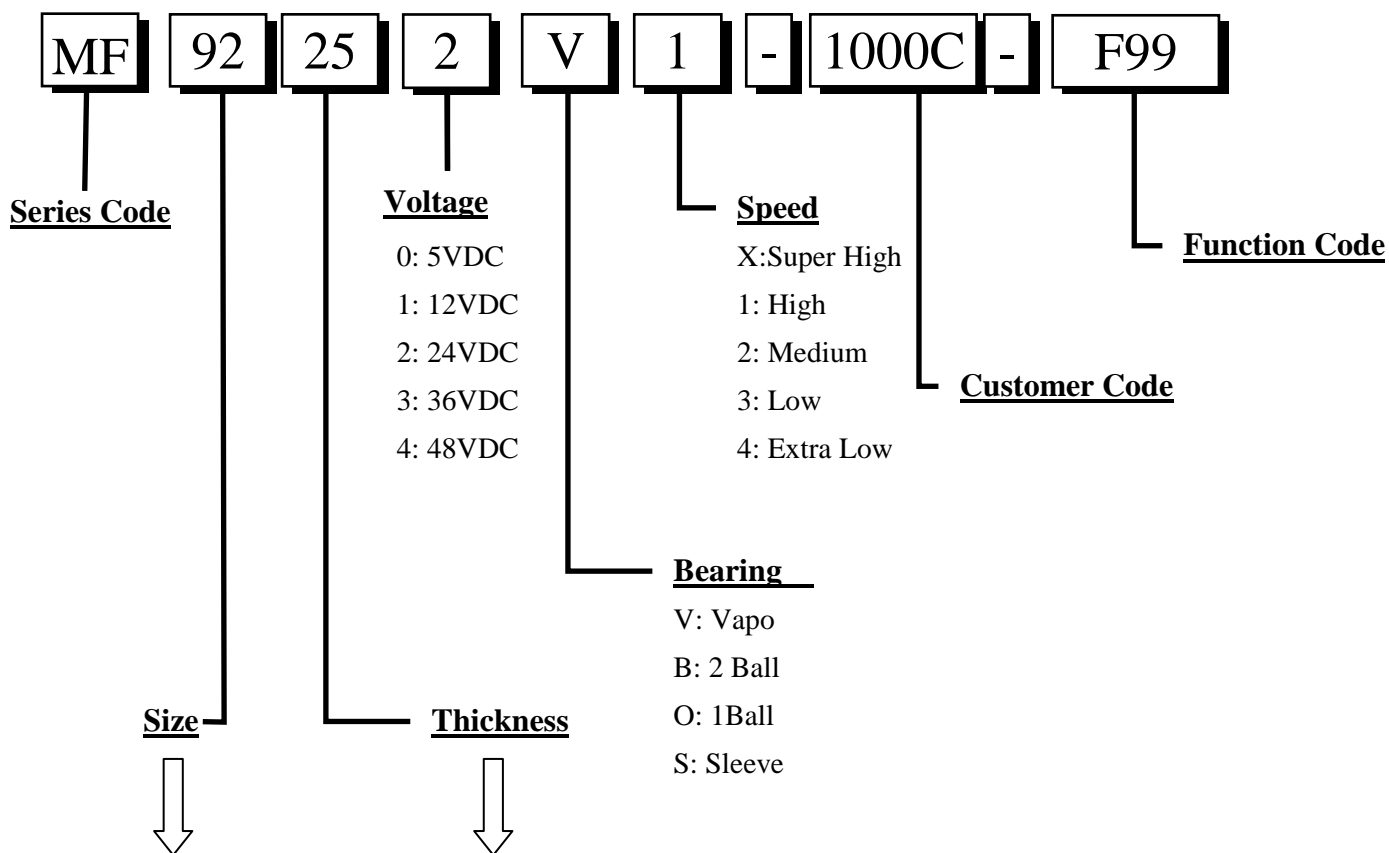 MF 92 25 2 V 1 - 1000C - F99
Series Code
Voltage
0: 5VDC
1: 12VDC
2: 24VDC
3: 36VDC
4: 48VDC
Speed
X:Super High
1: High
2: Medium
3: Low
4: Extra Low
Function Code
Customer Code
Bearing
V: Vapo
B: 2 Ball
O: 1Ball
S: Sleeve
Size
Thickness